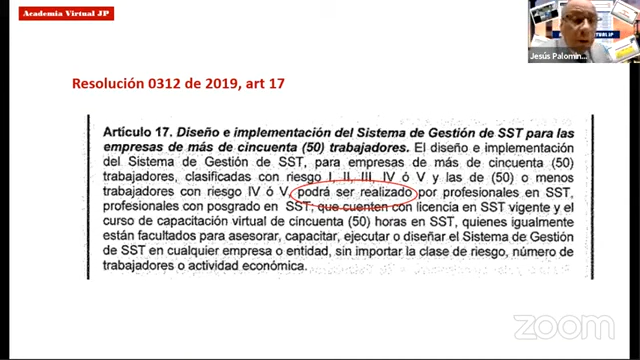 Academia Virtual JP
Jesús Palomin...
Resolución 0312 de 2019, art 17
Artículo 17. Diseño e implementación del Sistema de Gestión de SST para las
empresas de más de cincuenta (50) trabajadores. El diseño e implementación
del Sistema de Gestión de SST, para empresas de más de cincuenta (50)
trabajadores, clasificadas con riesgo I, II, III, IV ó V y las de (50) o menos
trabajadores con riesgo IV ó V, podrá ser realizado por profesionales en SST,
profesionales con posgrado en SST; que cuenten con licencia en SST vigente y el
curso de capacitación virtual de cincuenta (50) horas en SST, quienes igualmente
están facultados para asesorar, capacitar, ejecutar o diseñar el Sistema de Gestión
de SST en cualquier empresa o entidad, sin importar la clase de riesgo, número de
trabajadores o actividad económica.
zoom